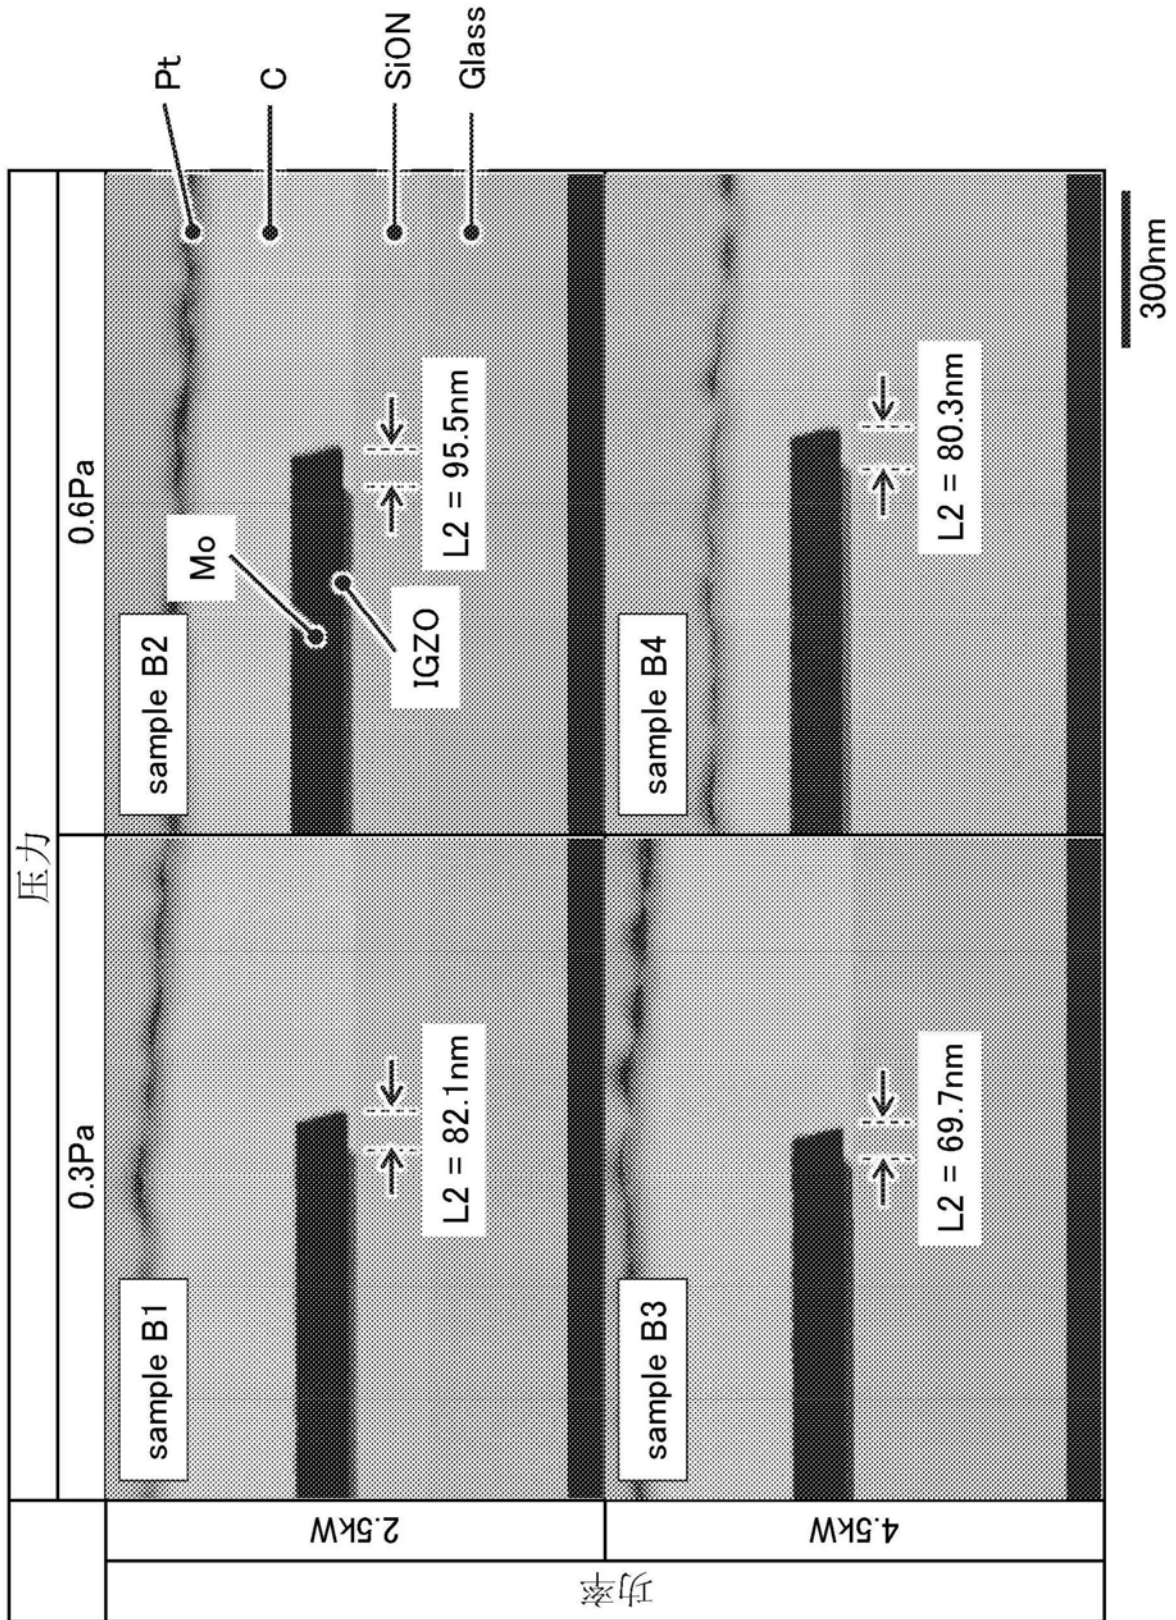 压力
0.3Pa
0.6Pa
功率
2.5kW
4.5kW
sample B1
L2 = 82.1nm
sample B2
Mo
IGZO
L2 = 95.5nm
Pt
C
SiON
Glass
sample B3
L2 = 69.7nm
sample B4
L2 = 80.3nm
300nm